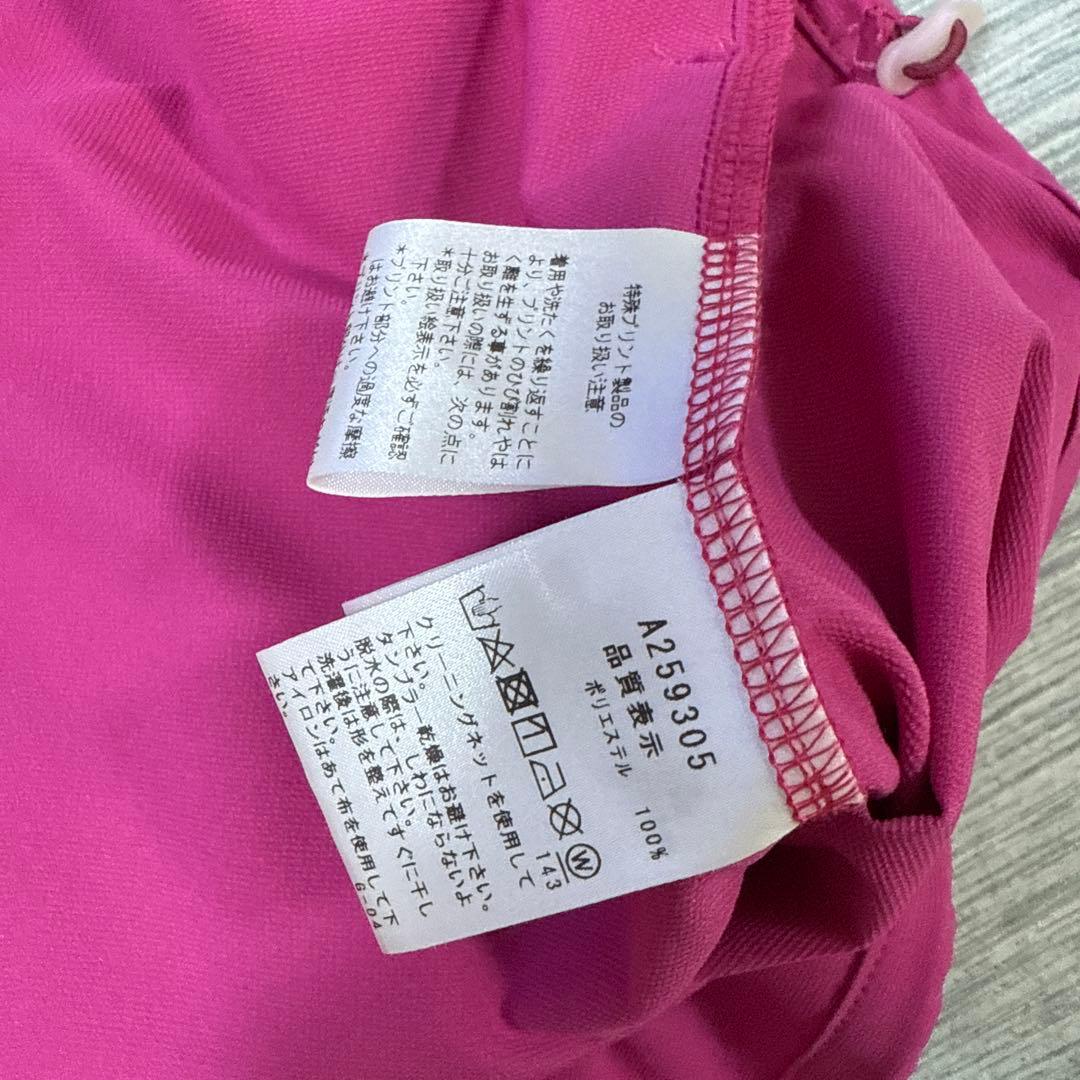 特殊プリント製品の
お取り扱い注意
着用や洗たくを繰り返すことに
より、プリントのひび割れやは
く離を生ずる事があります。
お取り扱いの際には、次の点に
十分ご注意下さい。
*取り扱い絵表示を必ずご確認
下さい。
*プリント部分への過度な摩擦
はお避け下さい。
A259305
品質表示
ポリエステル 100%
W
143
クリーニングネットを使用して
下さい。
タンブラー乾燥はお避け下さい。
脱水の際は、しわにならないよ
うに注意して下さい。
洗濯後は形を整えてすぐに干し
て下さい。
アイロンはあて布を使用して下
さい。
G-04